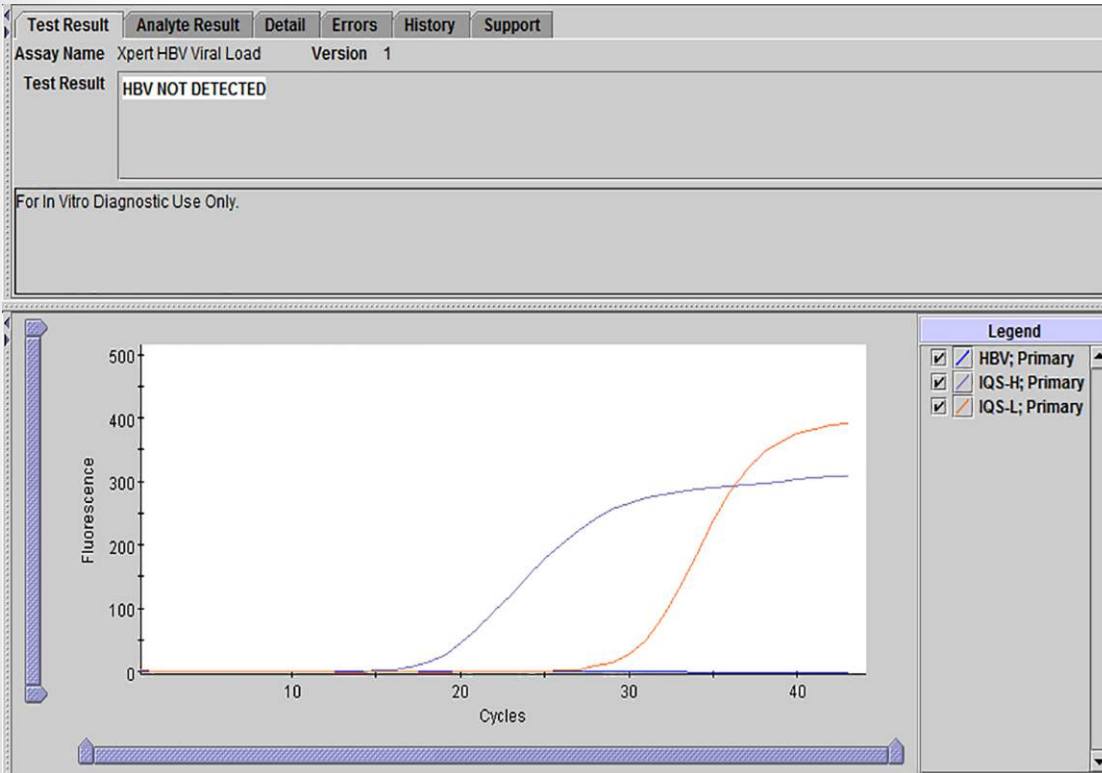 Test Result Analyte Result Detail Errors History Support
Assay Name Xpert HBV Viral Load Version 1
Test Result HBV NOT DETECTED
For In Vitro Diagnostic Use Only.
Legend
HBV; Primary
IQS-H; Primary
IQS-L; Primary
500
400
300
200
100
0
Fluorescence
10 20 30 40
Cycles